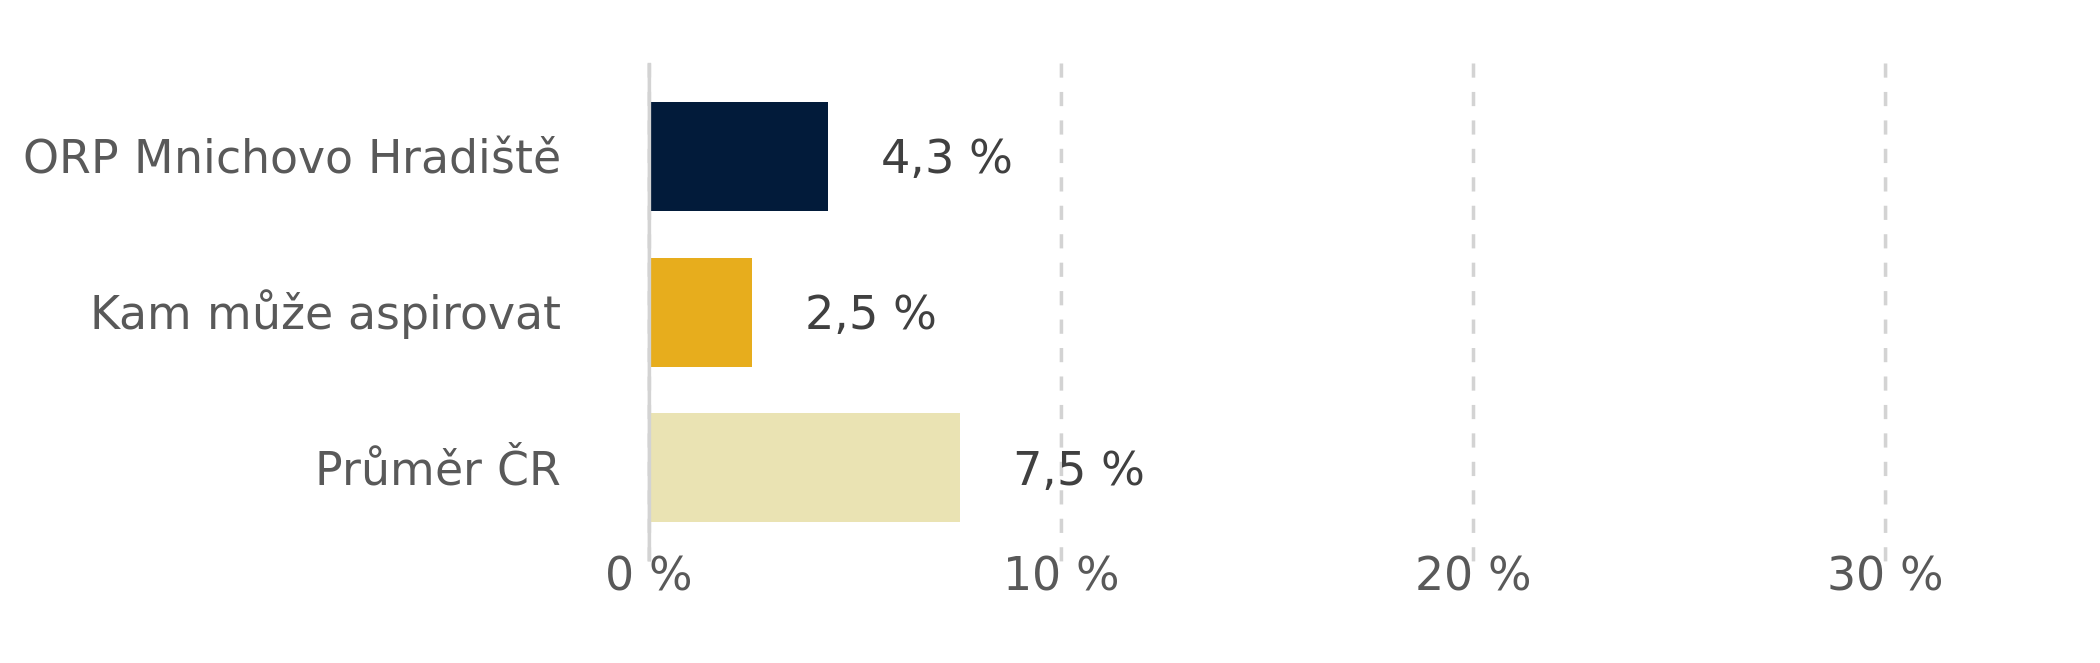 ORP Mnichovo Hradiště
4,3 %
Kam může aspirovat
2,5 %
Průměr ČR
7,5 %
0 %
10 %
20 %
30 %